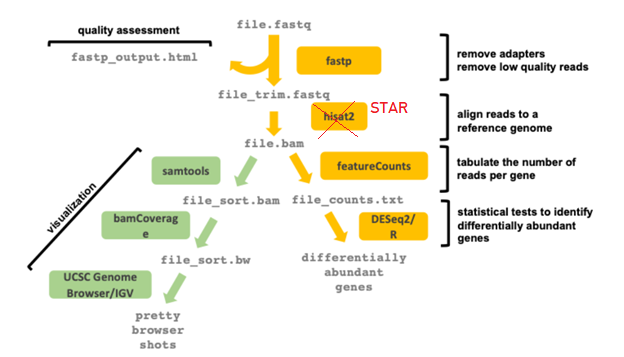 quality assessment
file.fastq
fastp_output.html
fastp
remove adapters
remove low quality reads
file_trim.fastq
hisat2
STAR
align reads to a
reference genome
file.bam
samtools
featureCounts
tabulate the number of
reads per gene
visualization
file_sort.bam
file_counts.txt
bamCoverag
e
DESeq2/
R
statistical tests to identify
differentially abundant
genes
file_sort.bw
differentially
abundant
genes
UCSC Genome
Browser/IGV
pretty
browser
shots